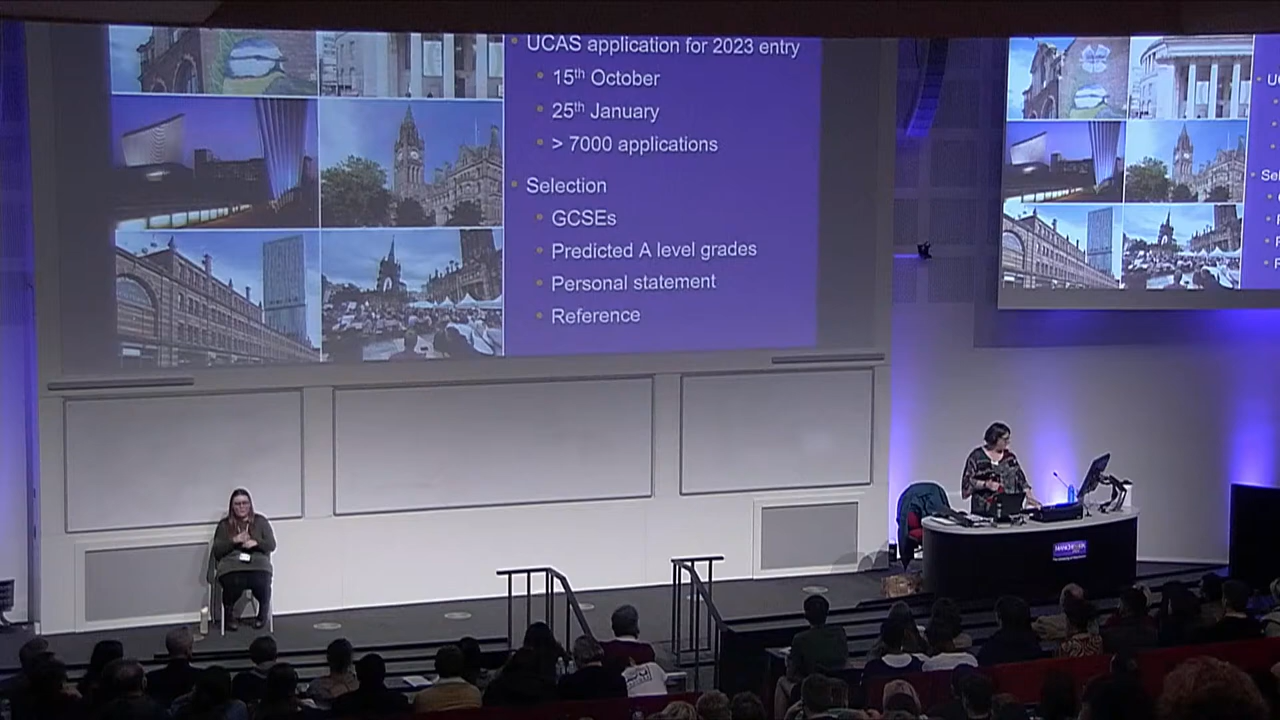 UCAS application for 2023 entry
15th October
25th January
> 7000 applications
Selection
GCSEs
Predicted A level grades
Personal statement
Reference
MANCHESTER